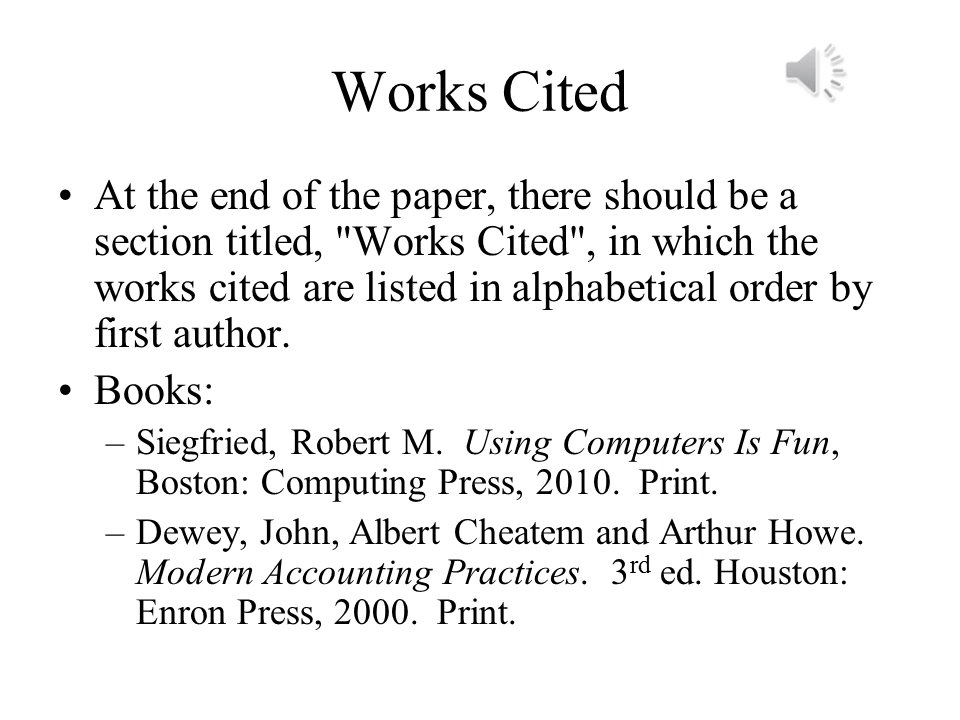 Works Cited
• At the end of the paper, there should be a
section titled, "Works Cited", in which the
works cited are listed in alphabetical order by
first author.
• Books:
– Siegfried, Robert M.  Using Computers Is Fun,
Boston: Computing Press, 2010.  Print.
– Dewey, John, Albert Cheatem and Arthur Howe.
Modern Accounting Practices.  3rd ed. Houston:
Enron Press, 2000.  Print.